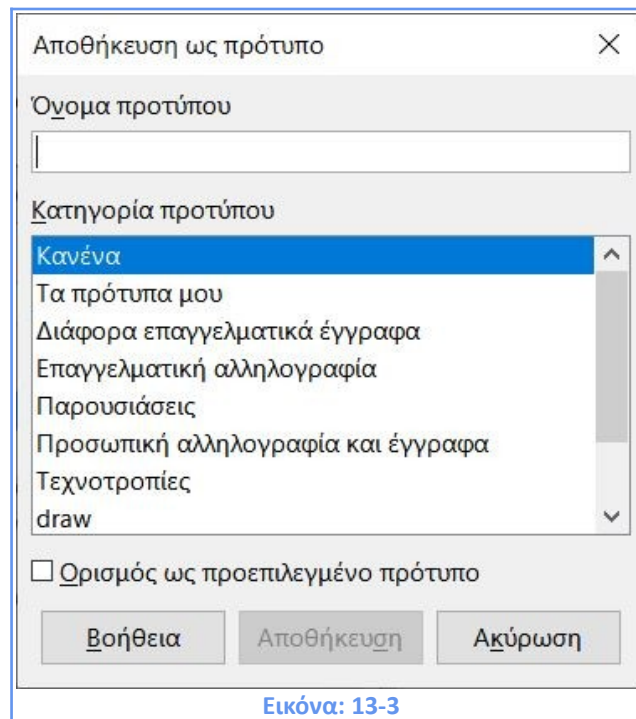 Αποθήκευση ως πρότυπο
Όνομα προτύπου
Κατηγορία προτύπου
Κανένα
Τα πρότυπα μου
Διάφορα επαγγελματικά έγγραφα
Επαγγελματική αλληλογραφία
Παρουσιάσεις
Προσωπική αλληλογραφία και έγγραφα
Τεχνοτροπίες
draw
Ορισμός ως προεπιλεγμένο πρότυπο
Βοήθεια Αποθήκευση Ακύρωση
Εικόνα: 13-3